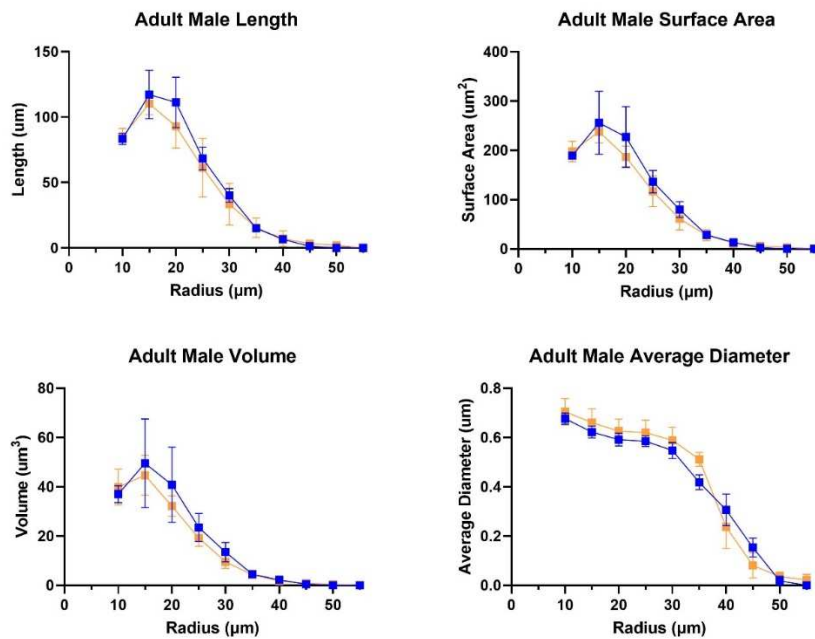 Adult Male Length
150
100
50
0
Length (um)
0 10 20 30 40 50
Radius (µm)
Adult Male Surface Area
400
300
200
100
0
Surface Area (um²)
0 10 20 30 40 50
Radius (µm)
Adult Male Volume
80
60
40
20
0
Volume (um³)
0 10 20 30 40 50
Radius (µm)
Adult Male Average Diameter
0.8
0.6
0.4
0.2
0.0
Average Diameter (um)
0 10 20 30 40 50
Radius (µm)